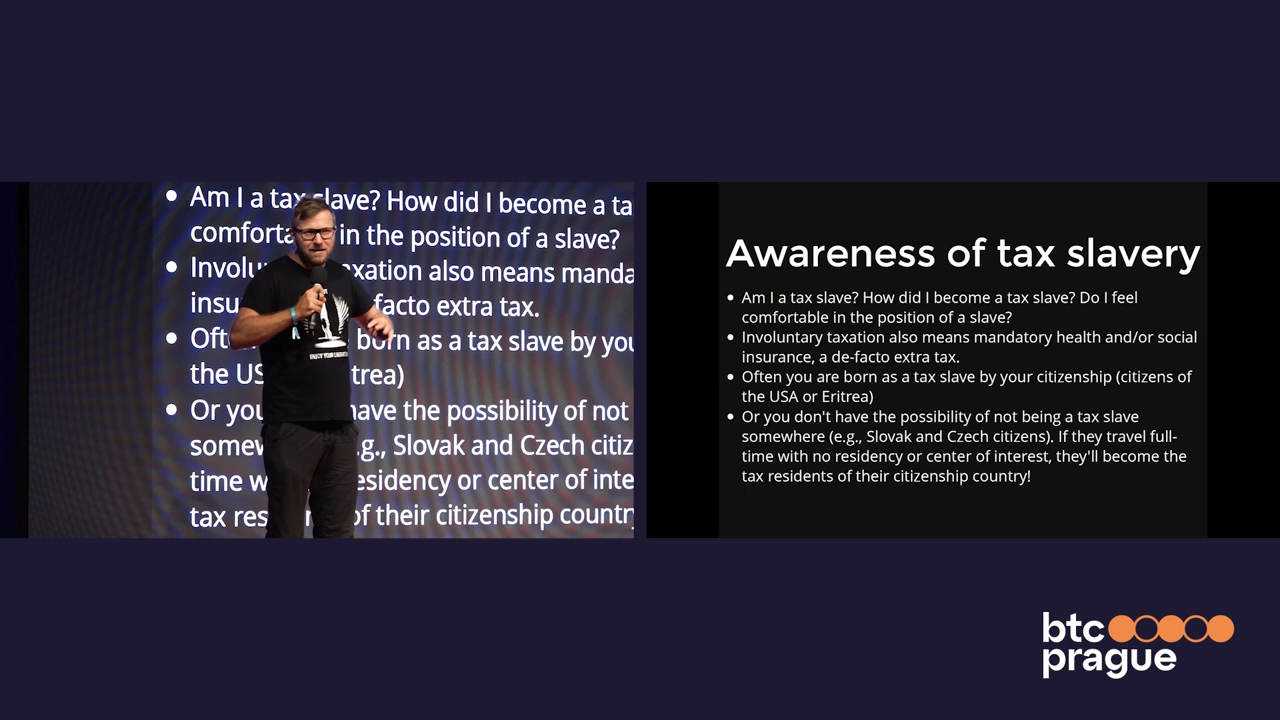 Am I a tax slave? How did I become a ta
comforta in the position of a slave?
Involu axation also means manda
insu facto extra tax.
Oft born as a tax slave by you
the US trea)
Or you have the possibility of not
somew .g., Slovak and Czech citiz
time w esidency or center of inte
tax res of their citizenship country
Awareness of tax slavery
Am I a tax slave? How did I become a tax slave? Do I feel
comfortable in the position of a slave?
Involuntary taxation also means mandatory health and/or social
insurance, a de-facto extra tax.
Often you are born as a tax slave by your citizenship (citizens of
the USA or Eritrea)
Or you don't have the possibility of not being a tax slave
somewhere (e.g., Slovak and Czech citizens). If they travel full-
time with no residency or center of interest, they'll become the
tax residents of their citizenship country!
btc
prague